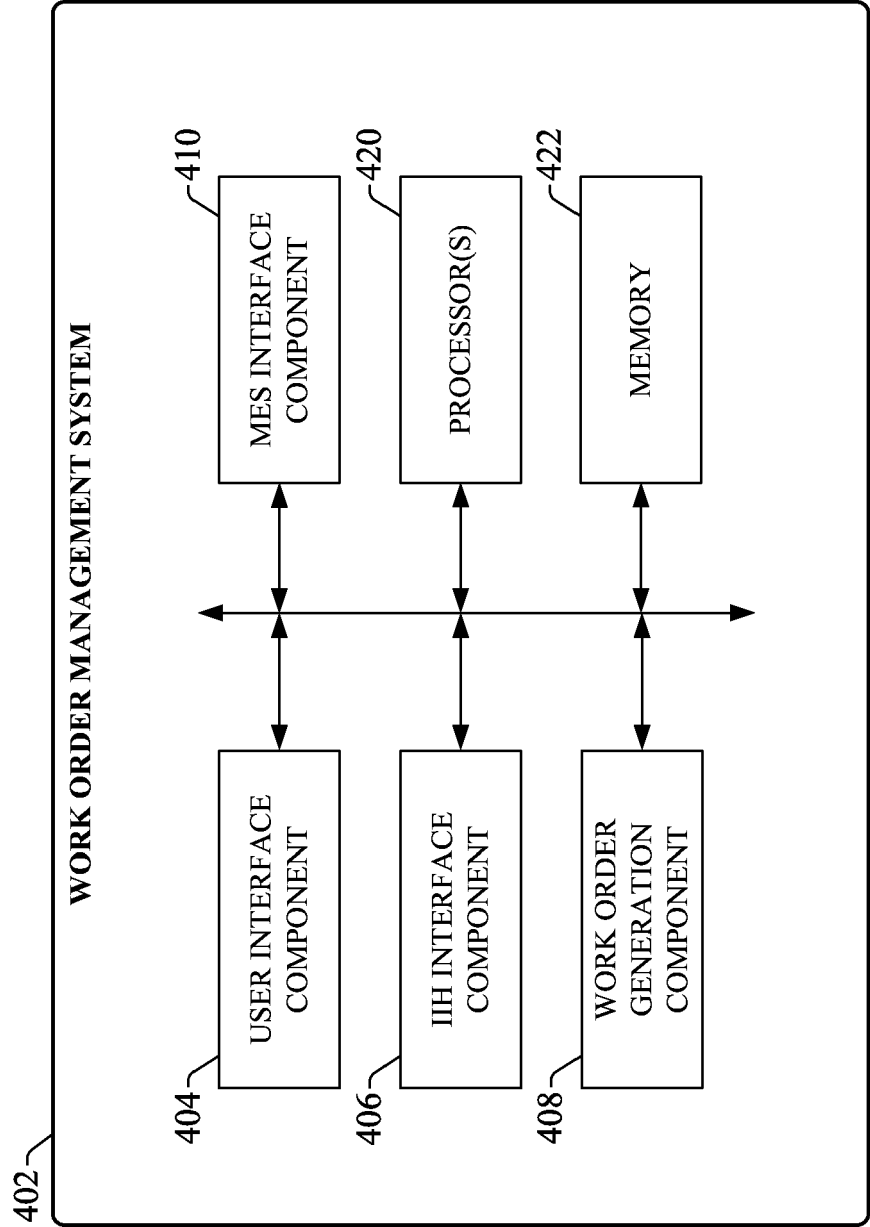 402
WORK ORDER MANAGEMENT SYSTEM
404
USER INTERFACE
COMPONENT
410
MES INTERFACE
COMPONENT
406
IIH INTERFACE
COMPONENT
420
PROCESSOR(S)
408
WORK ORDER
GENERATION
COMPONENT
422
MEMORY